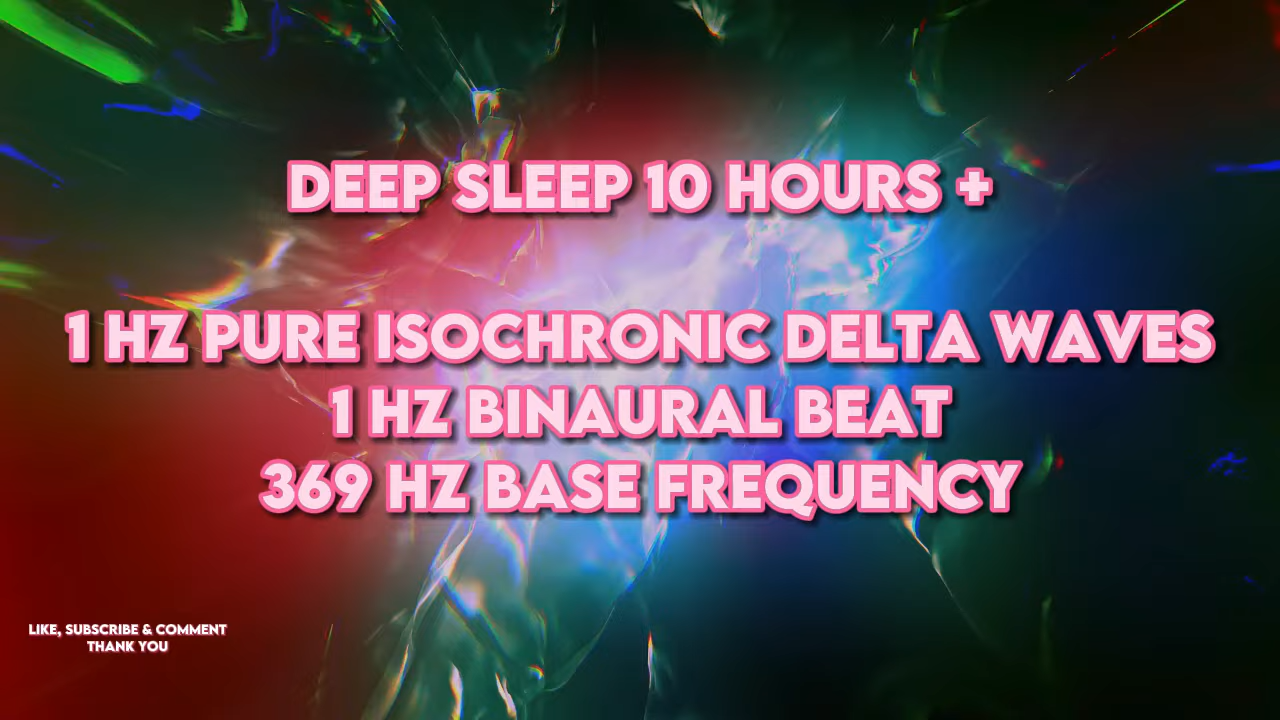 DEEP SLEEP 10 HOURS +
1 HZ PURE ISOCHRONIC DELTA WAVES
1 HZ BINAURAL BEAT
369 HZ BASE FREQUENCY
LIKE, SUBSCRIBE & COMMENT
THANK YOU